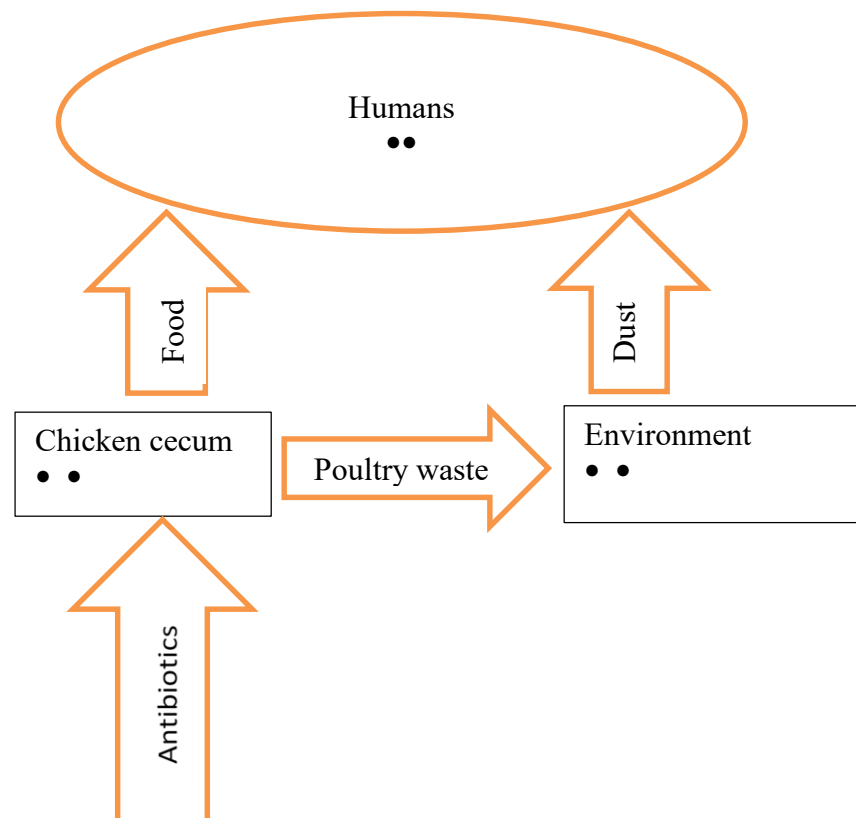 Humans
●●
Food
Dust
Chicken cecum
● ●
Poultry waste
Environment
● ●
Antibiotics